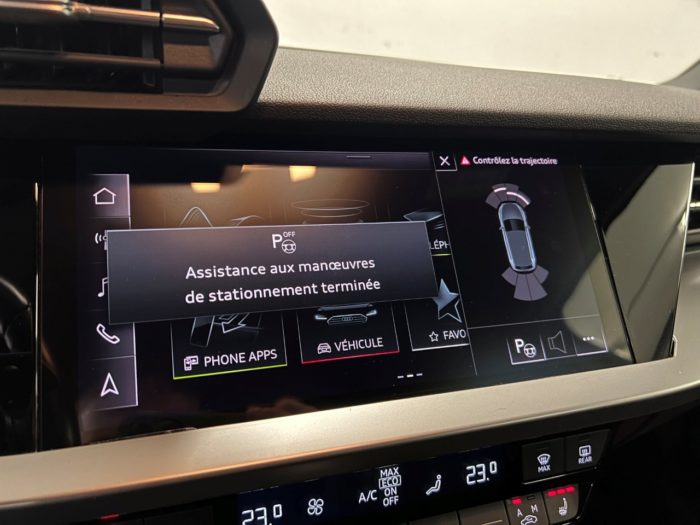 Contrôlez la trajectoire
P OFF
Assistance aux manœuvres
de stationnement terminée
PHONE APPS
VÉHICULE
FAVO
P
...
23.0
A/C
MAX
ECO
ON
OFF
23.0
MAX
REAR
A M